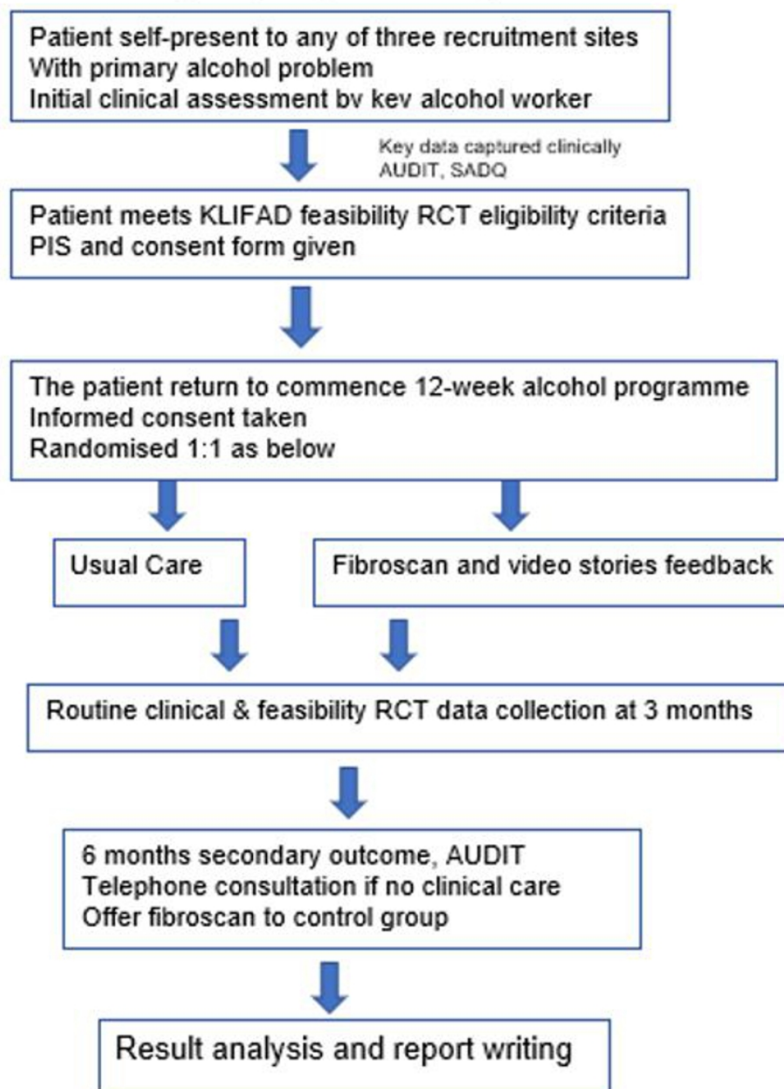 Patient self-present to any of three recruitment sites
With primary alcohol problem
Initial clinical assessment by key alcohol worker
Key data captured clinically
AUDIT, SADQ
Patient meets KLIFAD feasibility RCT eligibility criteria
PIS and consent form given
The patient return to commence 12-week alcohol programme
Informed consent taken
Randomised 1:1 as below
Usual Care
Fibroscan and video stories feedback
Routine clinical & feasibility RCT data collection at 3 months
6 months secondary outcome, AUDIT
Telephone consultation if no clinical care
Offer fibroscan to control group
Result analysis and report writing